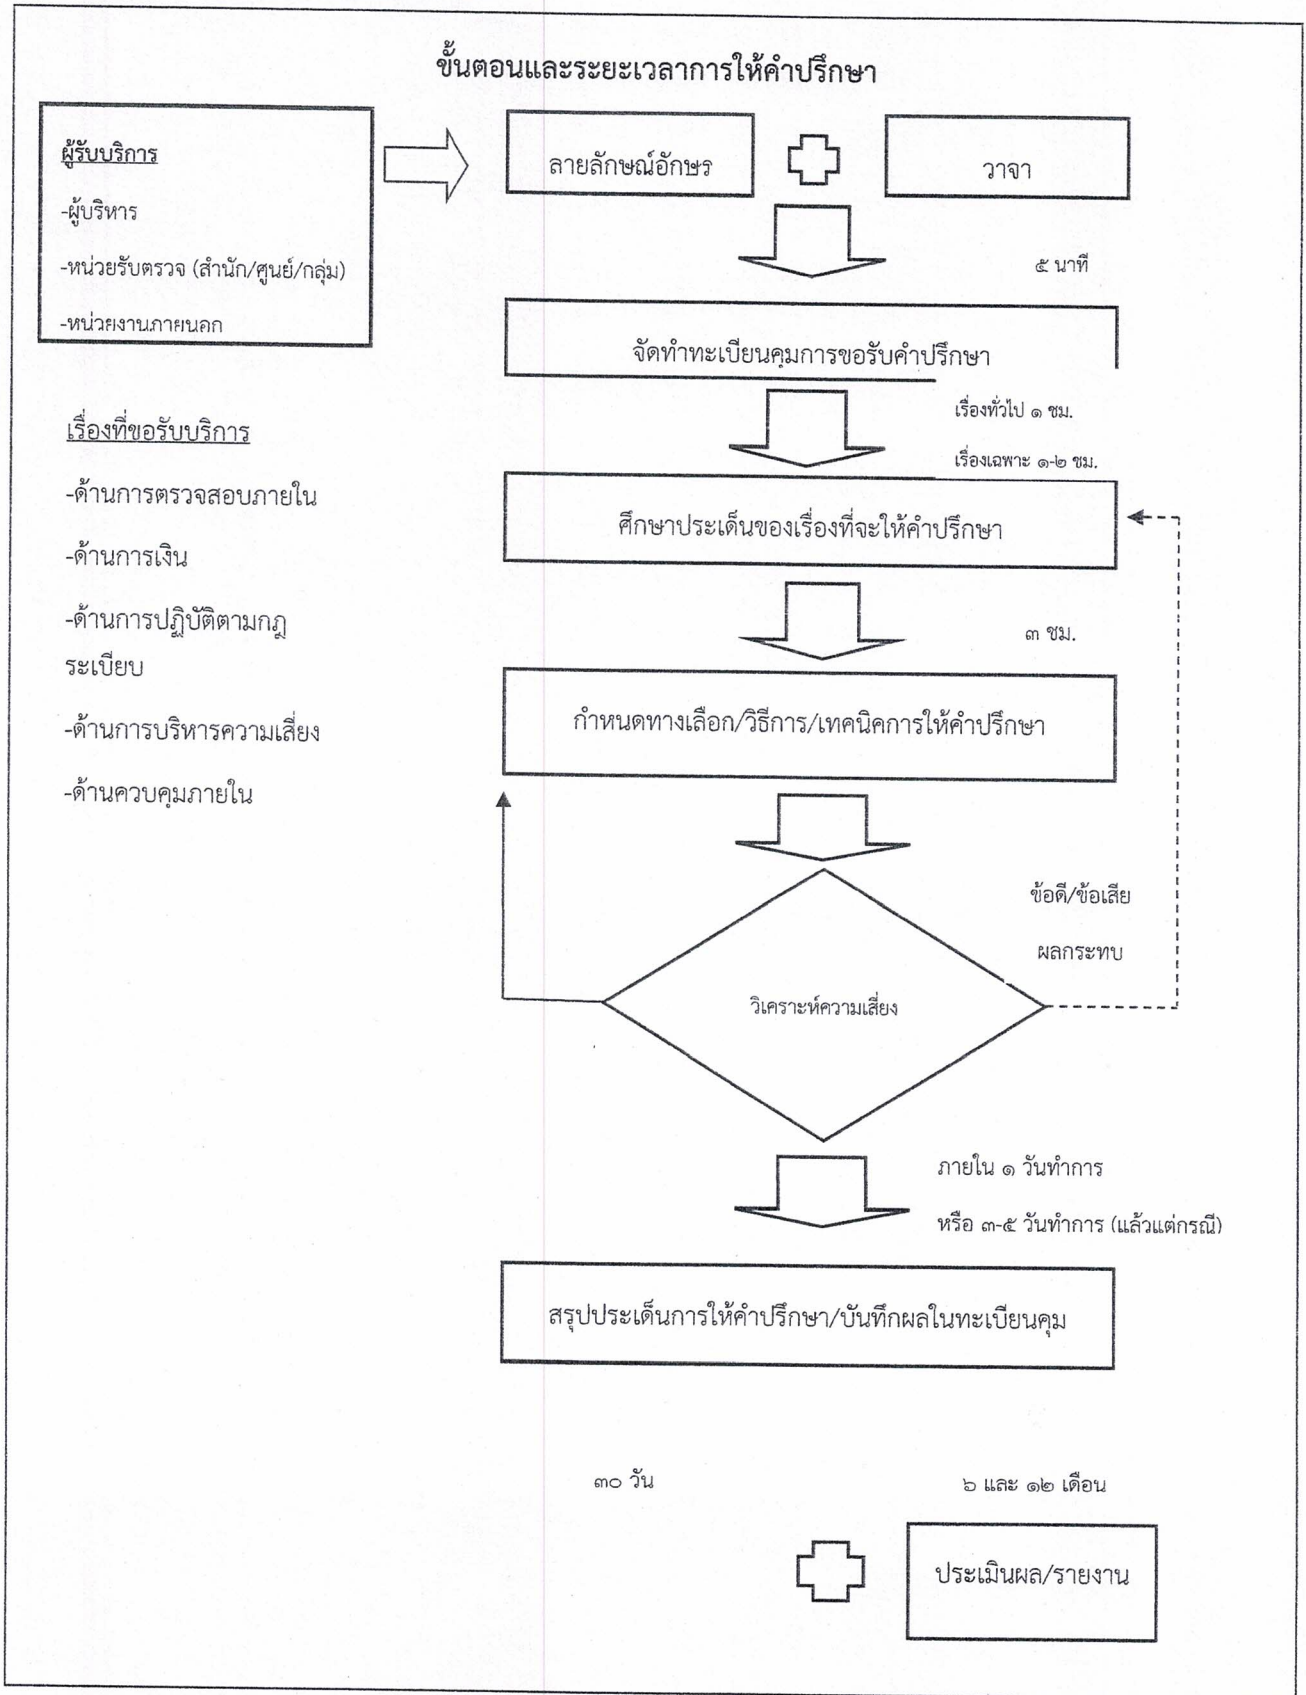 ขั้นตอนและระยะเวลาการให้คำปรึกษา
ผู้รับบริการ
-ผู้บริหาร
-หน่วยรับตรวจ (สำนัก/ศูนย์/กลุ่ม)
-หน่วยงานภายนอก
ลายลักษณ์อักษร
วาจา
๕ นาที
จัดทำทะเบียนคุมการขอรับคำปรึกษา
เรื่องทั่วไป ๑ ชม.
เรื่องเฉพาะ ๑-๒ ชม.
เรื่องที่ขอรับบริการ
-ด้านการตรวจสอบภายใน
-ด้านการเงิน
-ด้านการปฏิบัติตามกฎ
ระเบียบ
-ด้านการบริหารความเสี่ยง
-ด้านควบคุมภายใน
ศึกษาประเด็นของเรื่องที่จะให้คำปรึกษา
๓ ชม.
กำหนดทางเลือก/วิธีการ/เทคนิคการให้คำปรึกษา
ข้อดี/ข้อเสีย
ผลกระทบ
วิเคราะห์ความเสี่ยง
ภายใน ๑ วันทำการ
หรือ ๓-๕ วันทำการ (แล้วแต่กรณี)
สรุปประเด็นการให้คำปรึกษา/บันทึกผลในทะเบียนคุม
๓๐ วัน
๖ และ ๑๒ เดือน
ประเมินผล/รายงาน